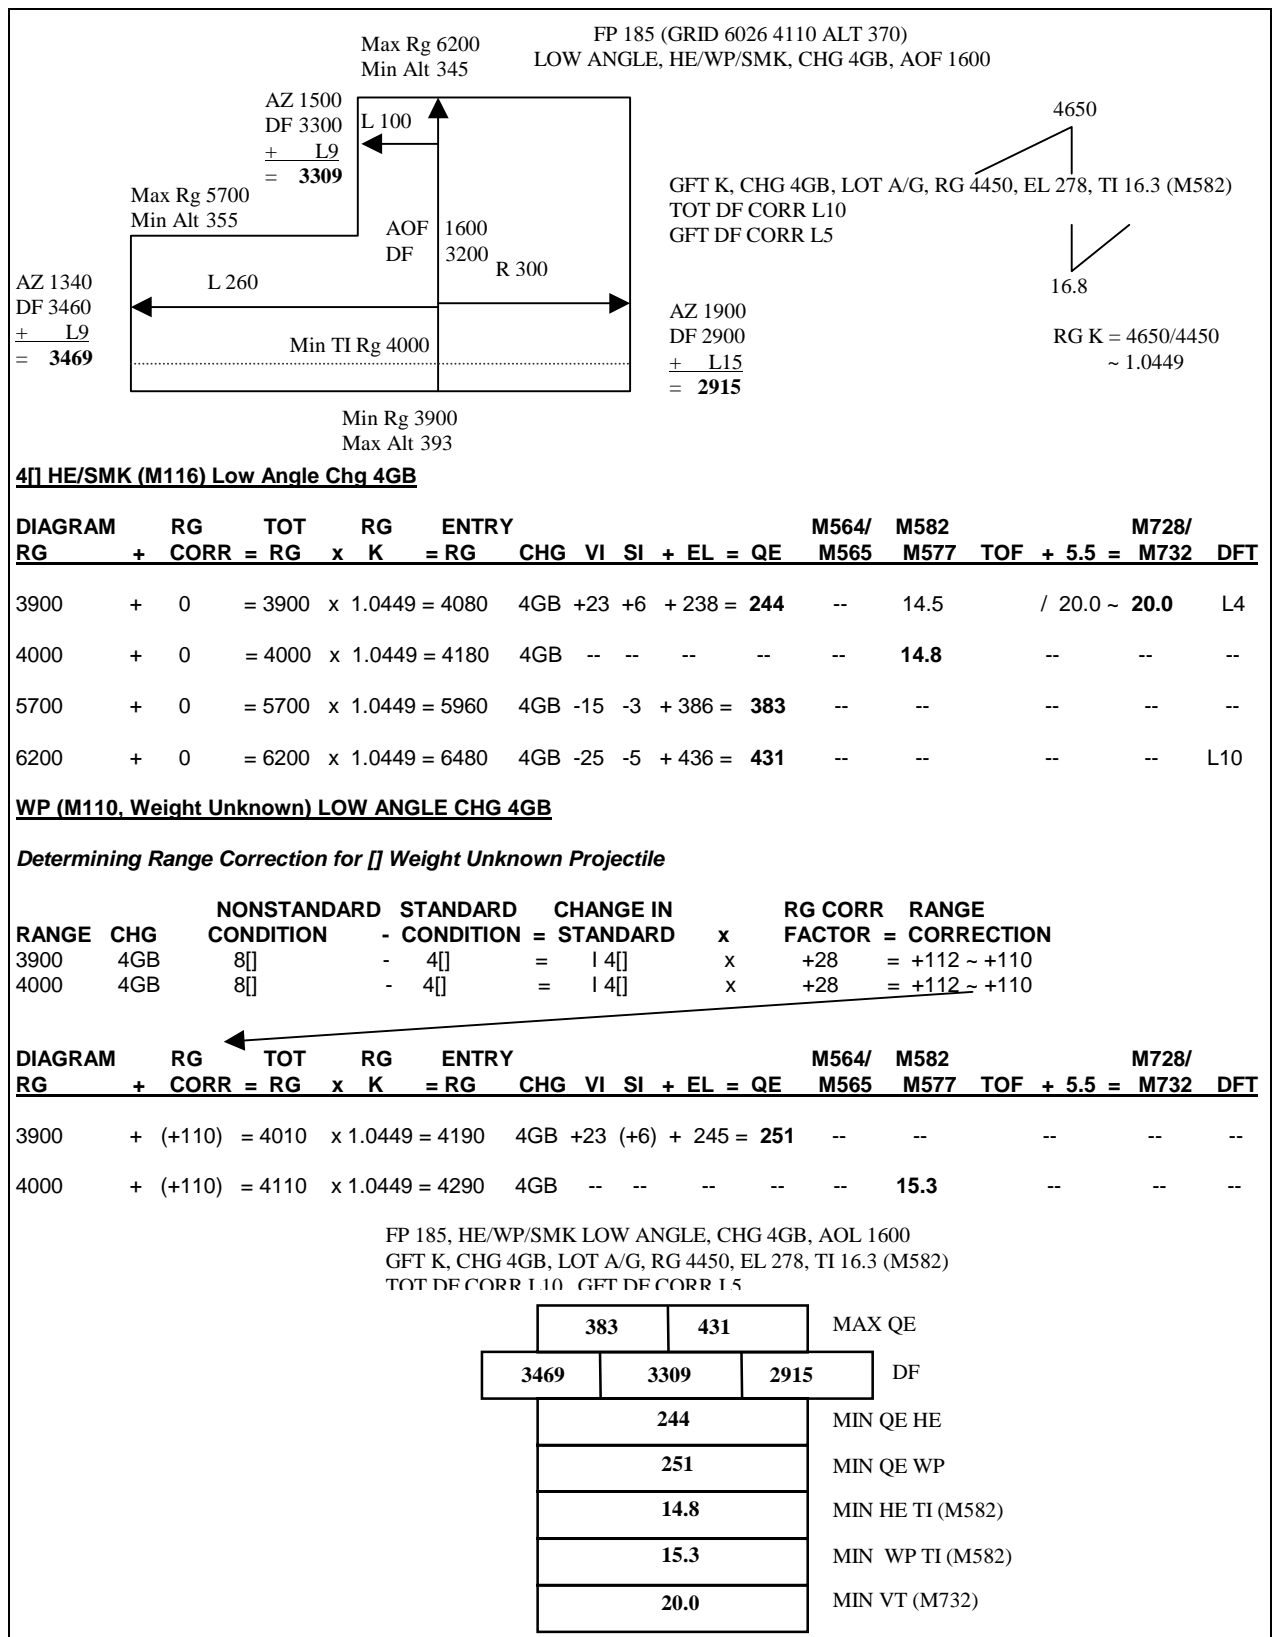 FP 185 (GRID 6026 4110 ALT 370)
LOW ANGLE, HE/WP/SMK, CHG 4GB, AOF 1600
Max Rg 6200
Min Alt 345
AZ 1500
DF 3300
+ L9
= 3309
L 100
4650
GFT K, CHG 4GB, LOT A/G, RG 4450, EL 278, TI 16.3 (M582)
TOT DF CORR L10
GFT DF CORR L5
16.8
RG K = 4650/4450
~ 1.0449
Max Rg 5700
Min Alt 355
AOF 1600
DF 3200
R 300
AZ 1340
DF 3460
+ L9
= 3469
L 260
AZ 1900
DF 2900
+ L15
= 2915
Min TI Rg 4000
Min Rg 3900
Max Alt 393
4[] HE/SMK (M116) Low Angle Chg 4GB
DIAGRAM RG TOT RG ENTRY M564/ M582 M728/
RG + CORR = RG x K = RG CHG VI SI + EL = QE M565 M577 TOF + 5.5 = M732 DFT
3900 + 0 = 3900 x 1.0449 = 4080 4GB +23 +6 + 238 = 244 -- 14.5 / 20.0 ~ 20.0 L4
4000 + 0 = 4000 x 1.0449 = 4180 4GB -- -- -- -- -- 14.8 -- -- --
5700 + 0 = 5700 x 1.0449 = 5960 4GB -15 -3 + 386 = 383 -- -- -- -- --
6200 + 0 = 6200 x 1.0449 = 6480 4GB -25 -5 + 436 = 431 -- -- -- -- L10
WP (M110, Weight Unknown) LOW ANGLE CHG 4GB
Determining Range Correction for [] Weight Unknown Projectile
NONSTANDARD STANDARD CHANGE IN RG CORR RANGE
RANGE CHG CONDITION - CONDITION = STANDARD x FACTOR = CORRECTION
3900 4GB 8[] - 4[] = I 4[] x +28 = +112 ~ +110
4000 4GB 8[] - 4[] = I 4[] x +28 = +112 ~ +110
DIAGRAM RG TOT RG ENTRY M564/ M582 M728/
RG + CORR = RG x K = RG CHG VI SI + EL = QE M565 M577 TOF + 5.5 = M732 DFT
3900 + (+110) = 4010 x 1.0449 = 4190 4GB +23 (+6) + 245 = 251 -- -- -- -- --
4000 + (+110) = 4110 x 1.0449 = 4290 4GB -- -- -- -- -- 15.3 -- -- --
FP 185, HE/WP/SMK LOW ANGLE, CHG 4GB, AOL 1600
GFT K, CHG 4GB, LOT A/G, RG 4450, EL 278, TI 16.3 (M582)
TOT DF CORR L10 GFT DF CORR L5
383 431 MAX QE
3469 3309 2915 DF
244 MIN QE HE
251 MIN QE WP
14.8 MIN HE TI (M582)
15.3 MIN WP TI (M582)
20.0 MIN VT (M732)